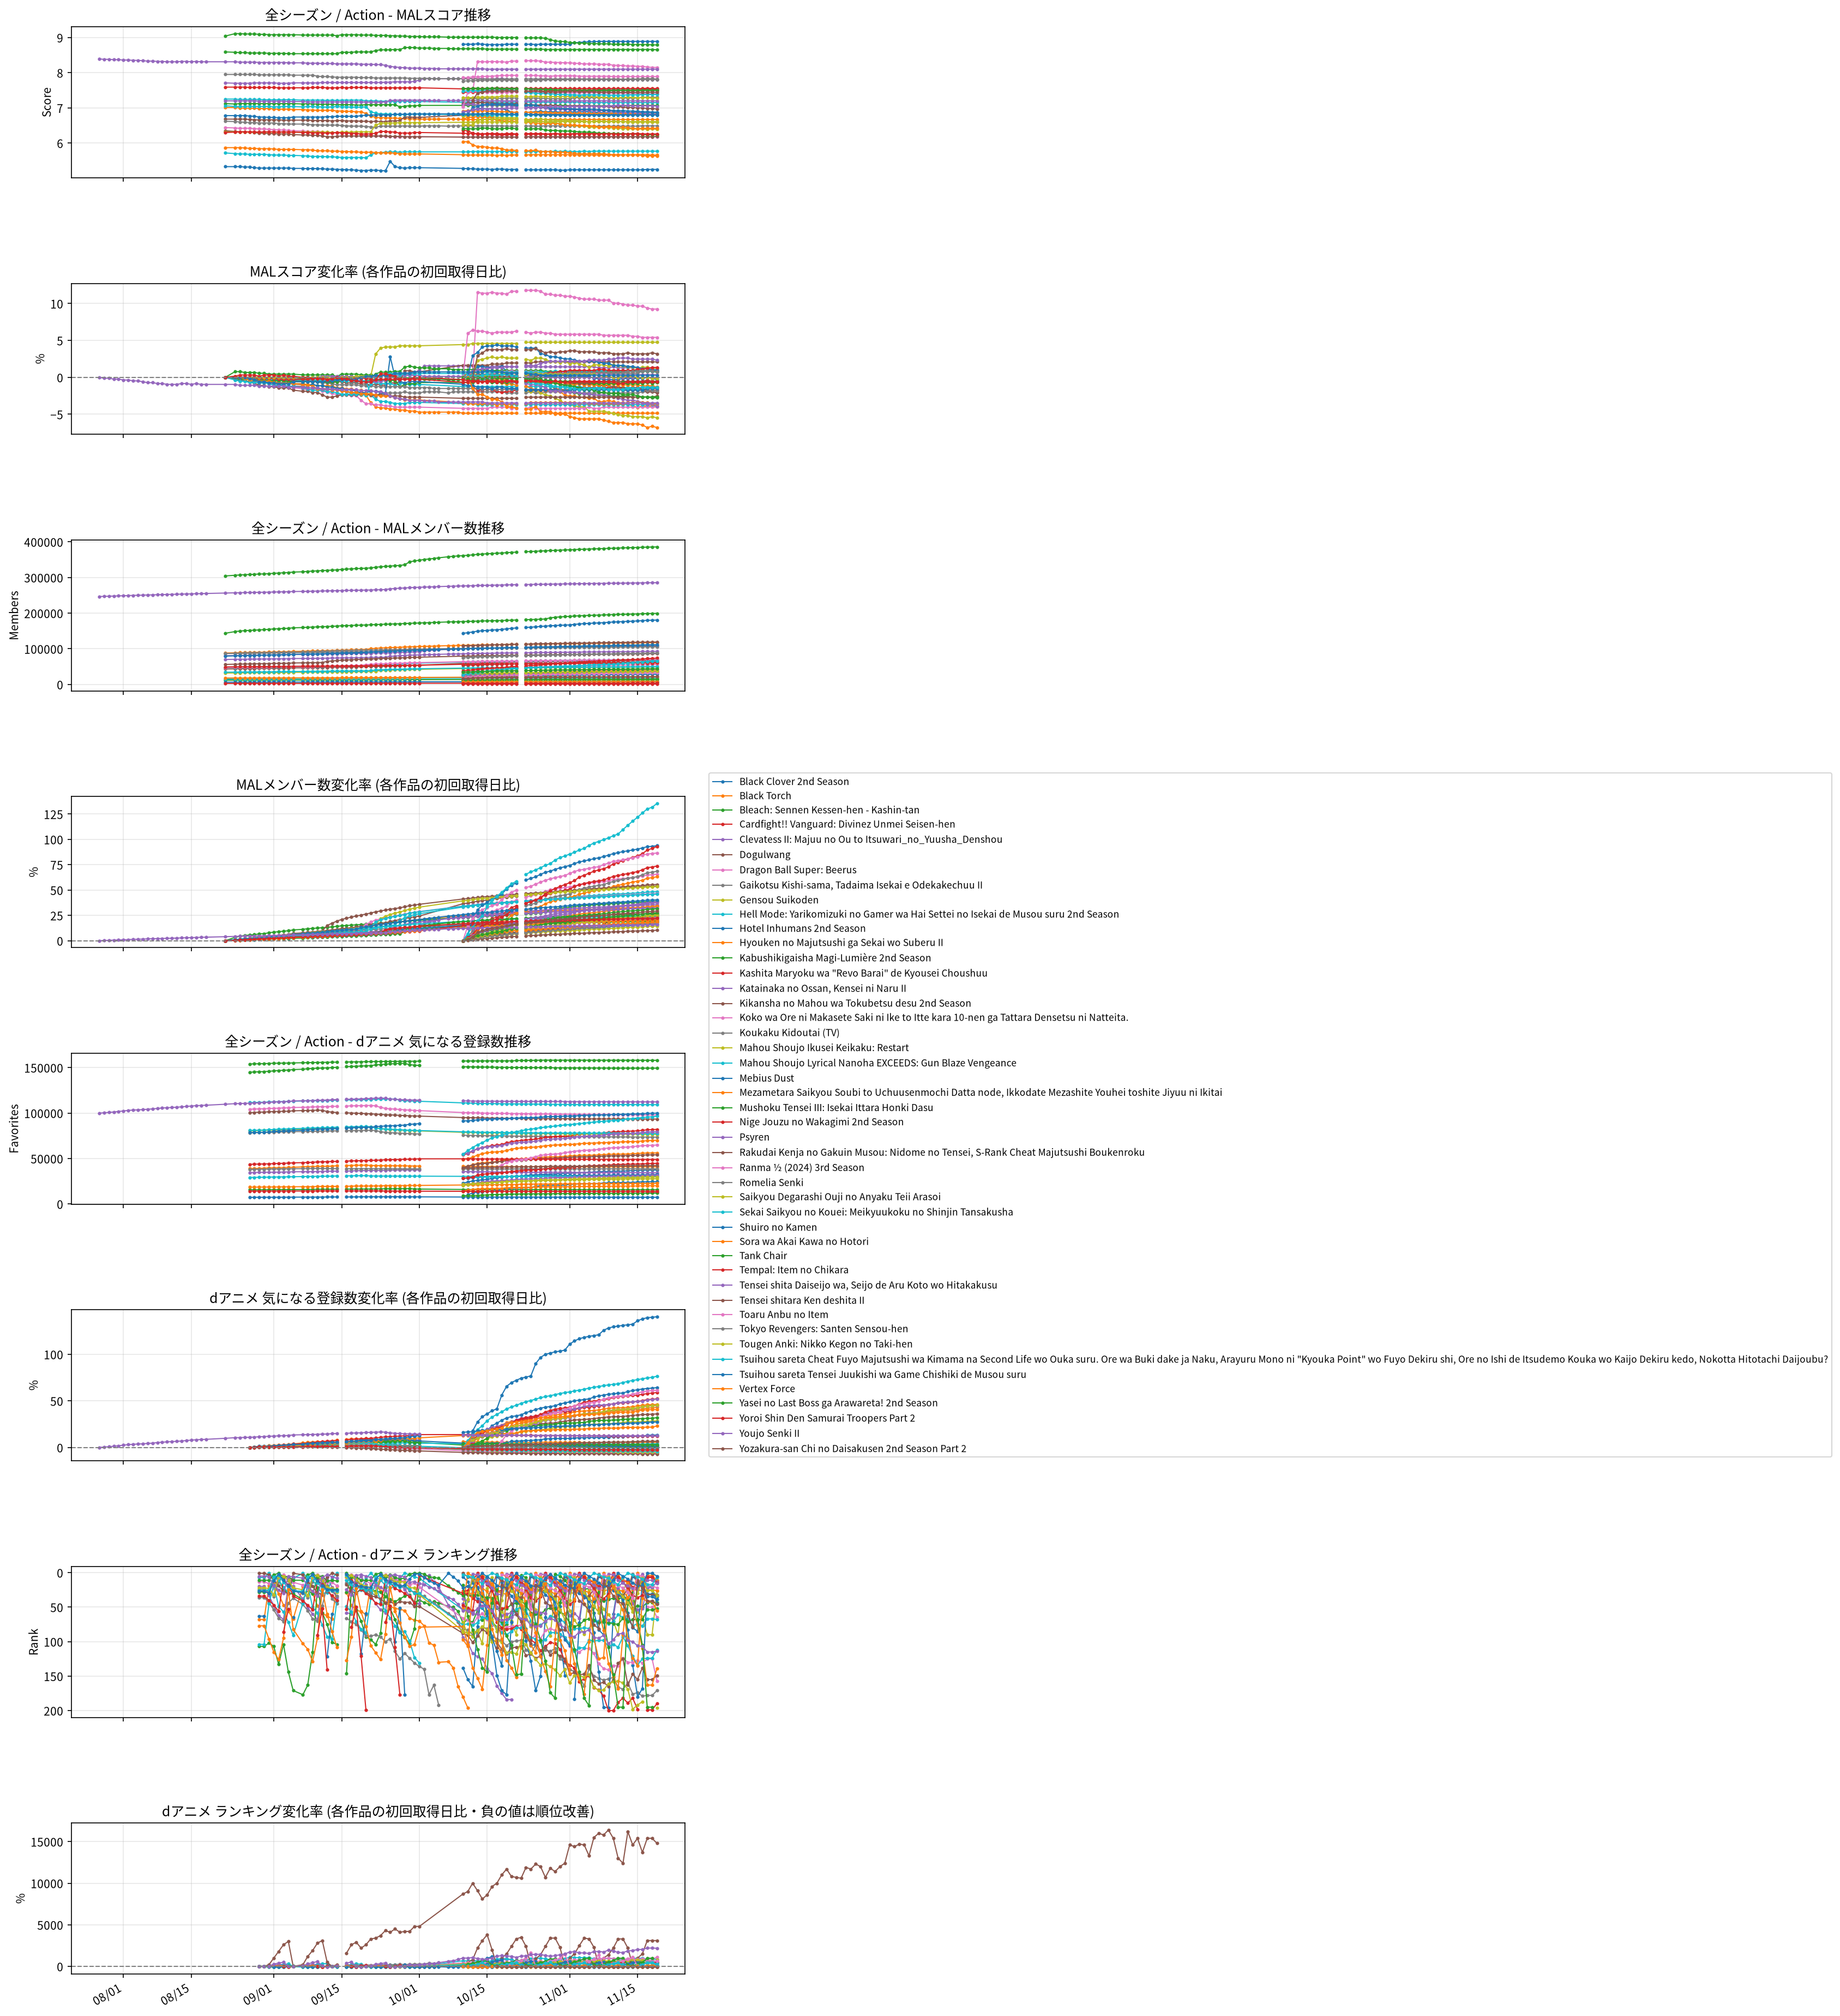 全シーズン / Action - MALスコア推移
9
8
7
6
Score
MALスコア変化率 (各作品の初回取得日比)
10
5
0
−5
%
全シーズン / Action - MALメンバー数推移
400000
300000
200000
100000
0
Members
MALメンバー数変化率 (各作品の初回取得日比)
125
100
75
50
25
0
%
Black Clover 2nd Season
Black Torch
Bleach: Sennen Kessen-hen - Kashin-tan
Cardfight!! Vanguard: Divinez Unmei Seisen-hen
Clevatess II: Majuu no Ou to Itsuwari_no_Yuusha_Denshou
Dogulwang
Dragon Ball Super: Beerus
Gaikotsu Kishi-sama, Tadaima Isekai e Odekakechuu II
Gensou Suikoden
Hell Mode: Yarikomizuki no Gamer wa Hai Settei no Isekai de Musou suru 2nd Season
Hotel Inhumans 2nd Season
Hyouken no Majutsushi ga Sekai wo Suberu II
Kabushikigaisha Magi-Lumière 2nd Season
Kashita Maryoku wa "Revo Barai" de Kyousei Choushuu
Katainaka no Ossan, Kensei ni Naru II
Kikansha no Mahou wa Tokubetsu desu 2nd Season
Koko wa Ore ni Makasete Saki ni Ike to Itte kara 10-nen ga Tattara Densetsu ni Natteita.
Koukaku Kidoutai (TV)
Mahou Shoujo Ikusei Keikaku: Restart
Mahou Shoujo Lyrical Nanoha EXCEEDS: Gun Blaze Vengeance
Mebius Dust
Mezametara Saikyou Soubi to Uchuusenmochi Datta node, Ikkodate Mezashite Youhei toshite Jiyuu ni Ikitai
Mushoku Tensei III: Isekai Ittara Honki Dasu
Nige Jouzu no Wakagimi 2nd Season
Psyren
Rakudai Kenja no Gakuin Musou: Nidome no Tensei, S-Rank Cheat Majutsushi Boukenroku
Ranma ½ (2024) 3rd Season
Romelia Senki
Saikyou Degarashi Ouji no Anyaku Teii Arasoi
Sekai Saikyou no Kouei: Meikyuukoku no Shinjin Tansakusha
Shuiro no Kamen
Sora wa Akai Kawa no Hotori
Tank Chair
Tempal: Item no Chikara
Tensei shita Daiseijo wa, Seijo de Aru Koto wo Hitakakusu
Tensei shitara Ken deshita II
Toaru Anbu no Item
Tokyo Revengers: Santen Sensou-hen
Tougen Anki: Nikko Kegon no Taki-hen
Tsuihou sareta Cheat Fuyo Majutsushi wa Kimama na Second Life wo Ouka suru. Ore wa Buki dake ja Naku, Arayuru Mono ni "Kyouka Point" wo Fuyo Dekiru shi, Ore no Ishi de Itsudemo Kouka wo Kaijo Dekiru kedo, Nokotta Hitotachi Daijoubu?
Tsuihou sareta Tensei Juukishi wa Game Chishiki de Musou suru
Vertex Force
Yasei no Last Boss ga Arawareta! 2nd Season
Yoroi Shin Den Samurai Troopers Part 2
Youjo Senki II
Yozakura-san Chi no Daisakusen 2nd Season Part 2
全シーズン / Action - dアニメ 気になる登録数推移
150000
100000
50000
0
Favorites
dアニメ 気になる登録数変化率 (各作品の初回取得日比)
100
50
0
%
全シーズン / Action - dアニメ ランキング推移
0
50
100
150
200
Rank
dアニメ ランキング変化率 (各作品の初回取得日比・負の値は順位改善)
15000
10000
5000
0
%
08/01
08/15
09/01
09/15
10/01
10/15
11/01
11/15